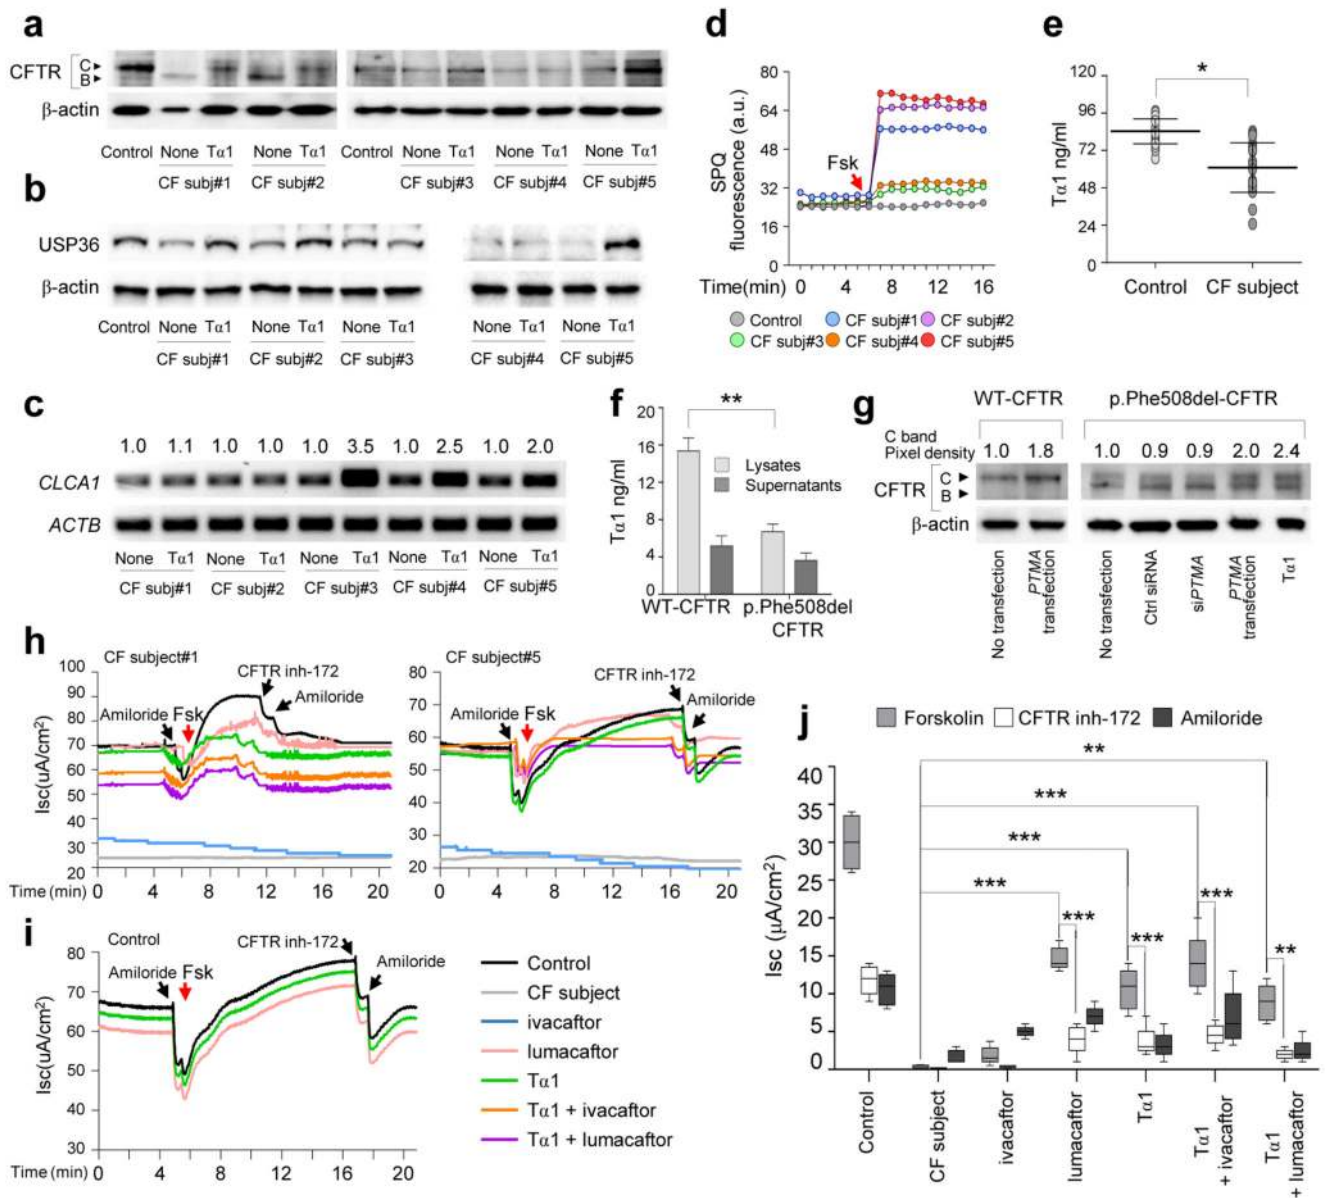 a
CFTR C B
β-actin
Control None Tα1 None Tα1 Control None Tα1 None Tα1 None Tα1
CF subj#1 CF subj#2 CF subj#3 CF subj#4 CF subj#5
b
USP36
β-actin
Control None Tα1 None Tα1 None Tα1 None Tα1 None Tα1
CF subj#1 CF subj#2 CF subj#3 CF subj#4 CF subj#5
c
1.0 1.1 1.0 1.0 1.0 3.5 1.0 2.5 1.0 2.0
CLCA1
ACTB
None Tα1 None Tα1 None Tα1 None Tα1 None Tα1
CF subj#1 CF subj#2 CF subj#3 CF subj#4 CF subj#5
d
SPQ
fluorescence (a.u.)
80
64
48
32
16
0
Fsk
Time(min) 0 4 8 12 16
Control CF subj#1 CF subj#2
CF subj#3 CF subj#4 CF subj#5
e
Tα1 ng/ml
120
96
72
48
24
0
*
Control CF subject
f
Tα1 ng/ml
20
16
12
8
4
0
**
Lysates
Supernatants
WT-CFTR p.Phe508del
CFTR
g
WT-CFTR p.Phe508del-CFTR
C band
Pixel density 1.0 1.8 1.0 0.9 0.9 2.0 2.4
CFTR C B
β-actin
No transfection
PTMA
transfection
No transfection
Ctrl siRNA
siPTMA
PTMA
transfection
Tα1
h
CF subject#1
Isc(uA/cm2)
100
90
80
70
60
50
40
30
20
Amiloride Fsk
CFTR inh-172
Amiloride
Time (min) 0 4 8 12 16 20
CF subject#5
80
70
60
50
40
30
20
Amiloride Fsk
CFTR inh-172
Amiloride
0 4 8 12 16 20
i
Control
Isc(uA/cm2)
80
70
60
50
40
30
Amiloride Fsk
CFTR inh-172
Amiloride
Time (min) 0 4 8 12 16 20
Control
CF subject
ivacaftor
lumacaftor
Tα1
Tα1 + ivacaftor
Tα1 + lumacaftor
j
Forskolin CFTR inh-172 Amiloride
Isc (μA/cm2)
40
35
30
25
20
15
10
5
0
**
***
***
***
***
***
***
**
Control
CF subject
ivacaftor
lumacaftor
Tα1
Tα1
+ ivacaftor
Tα1
+ lumacaftor